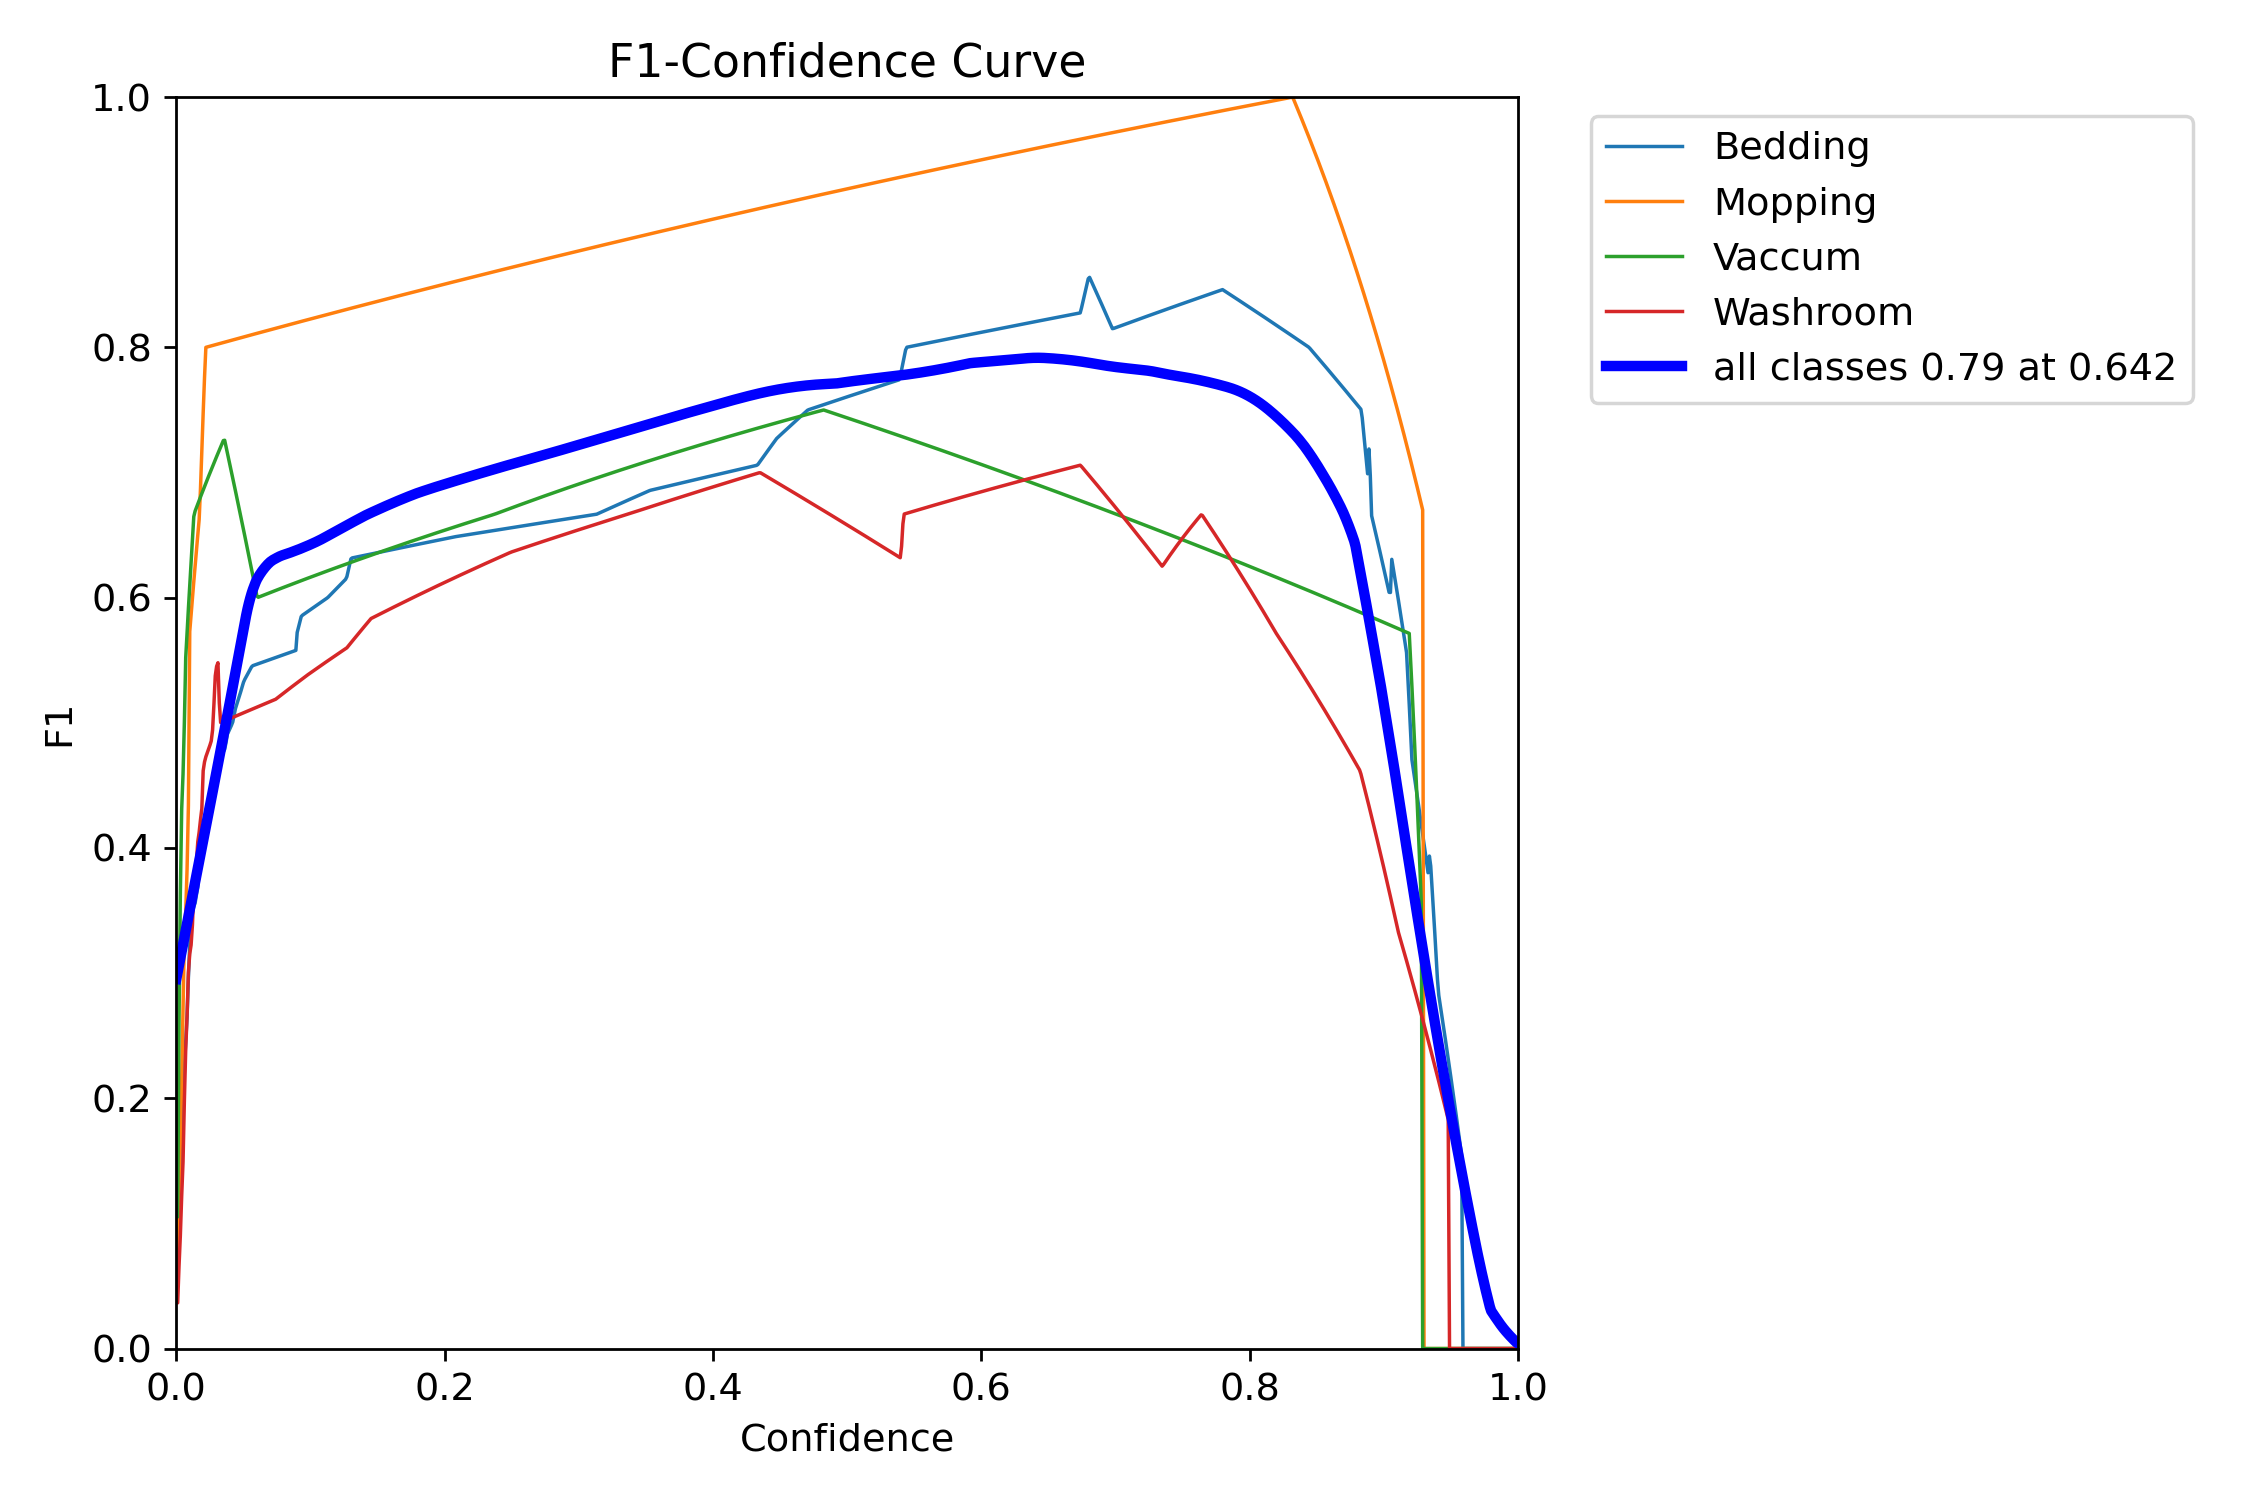 F1-Confidence Curve
1.0
0.8
0.6
0.4
0.2
0.0
F1
0.0 0.2 0.4 0.6 0.8 1.0
Confidence
Bedding
Mopping
Vaccum
Washroom
all classes 0.79 at 0.642